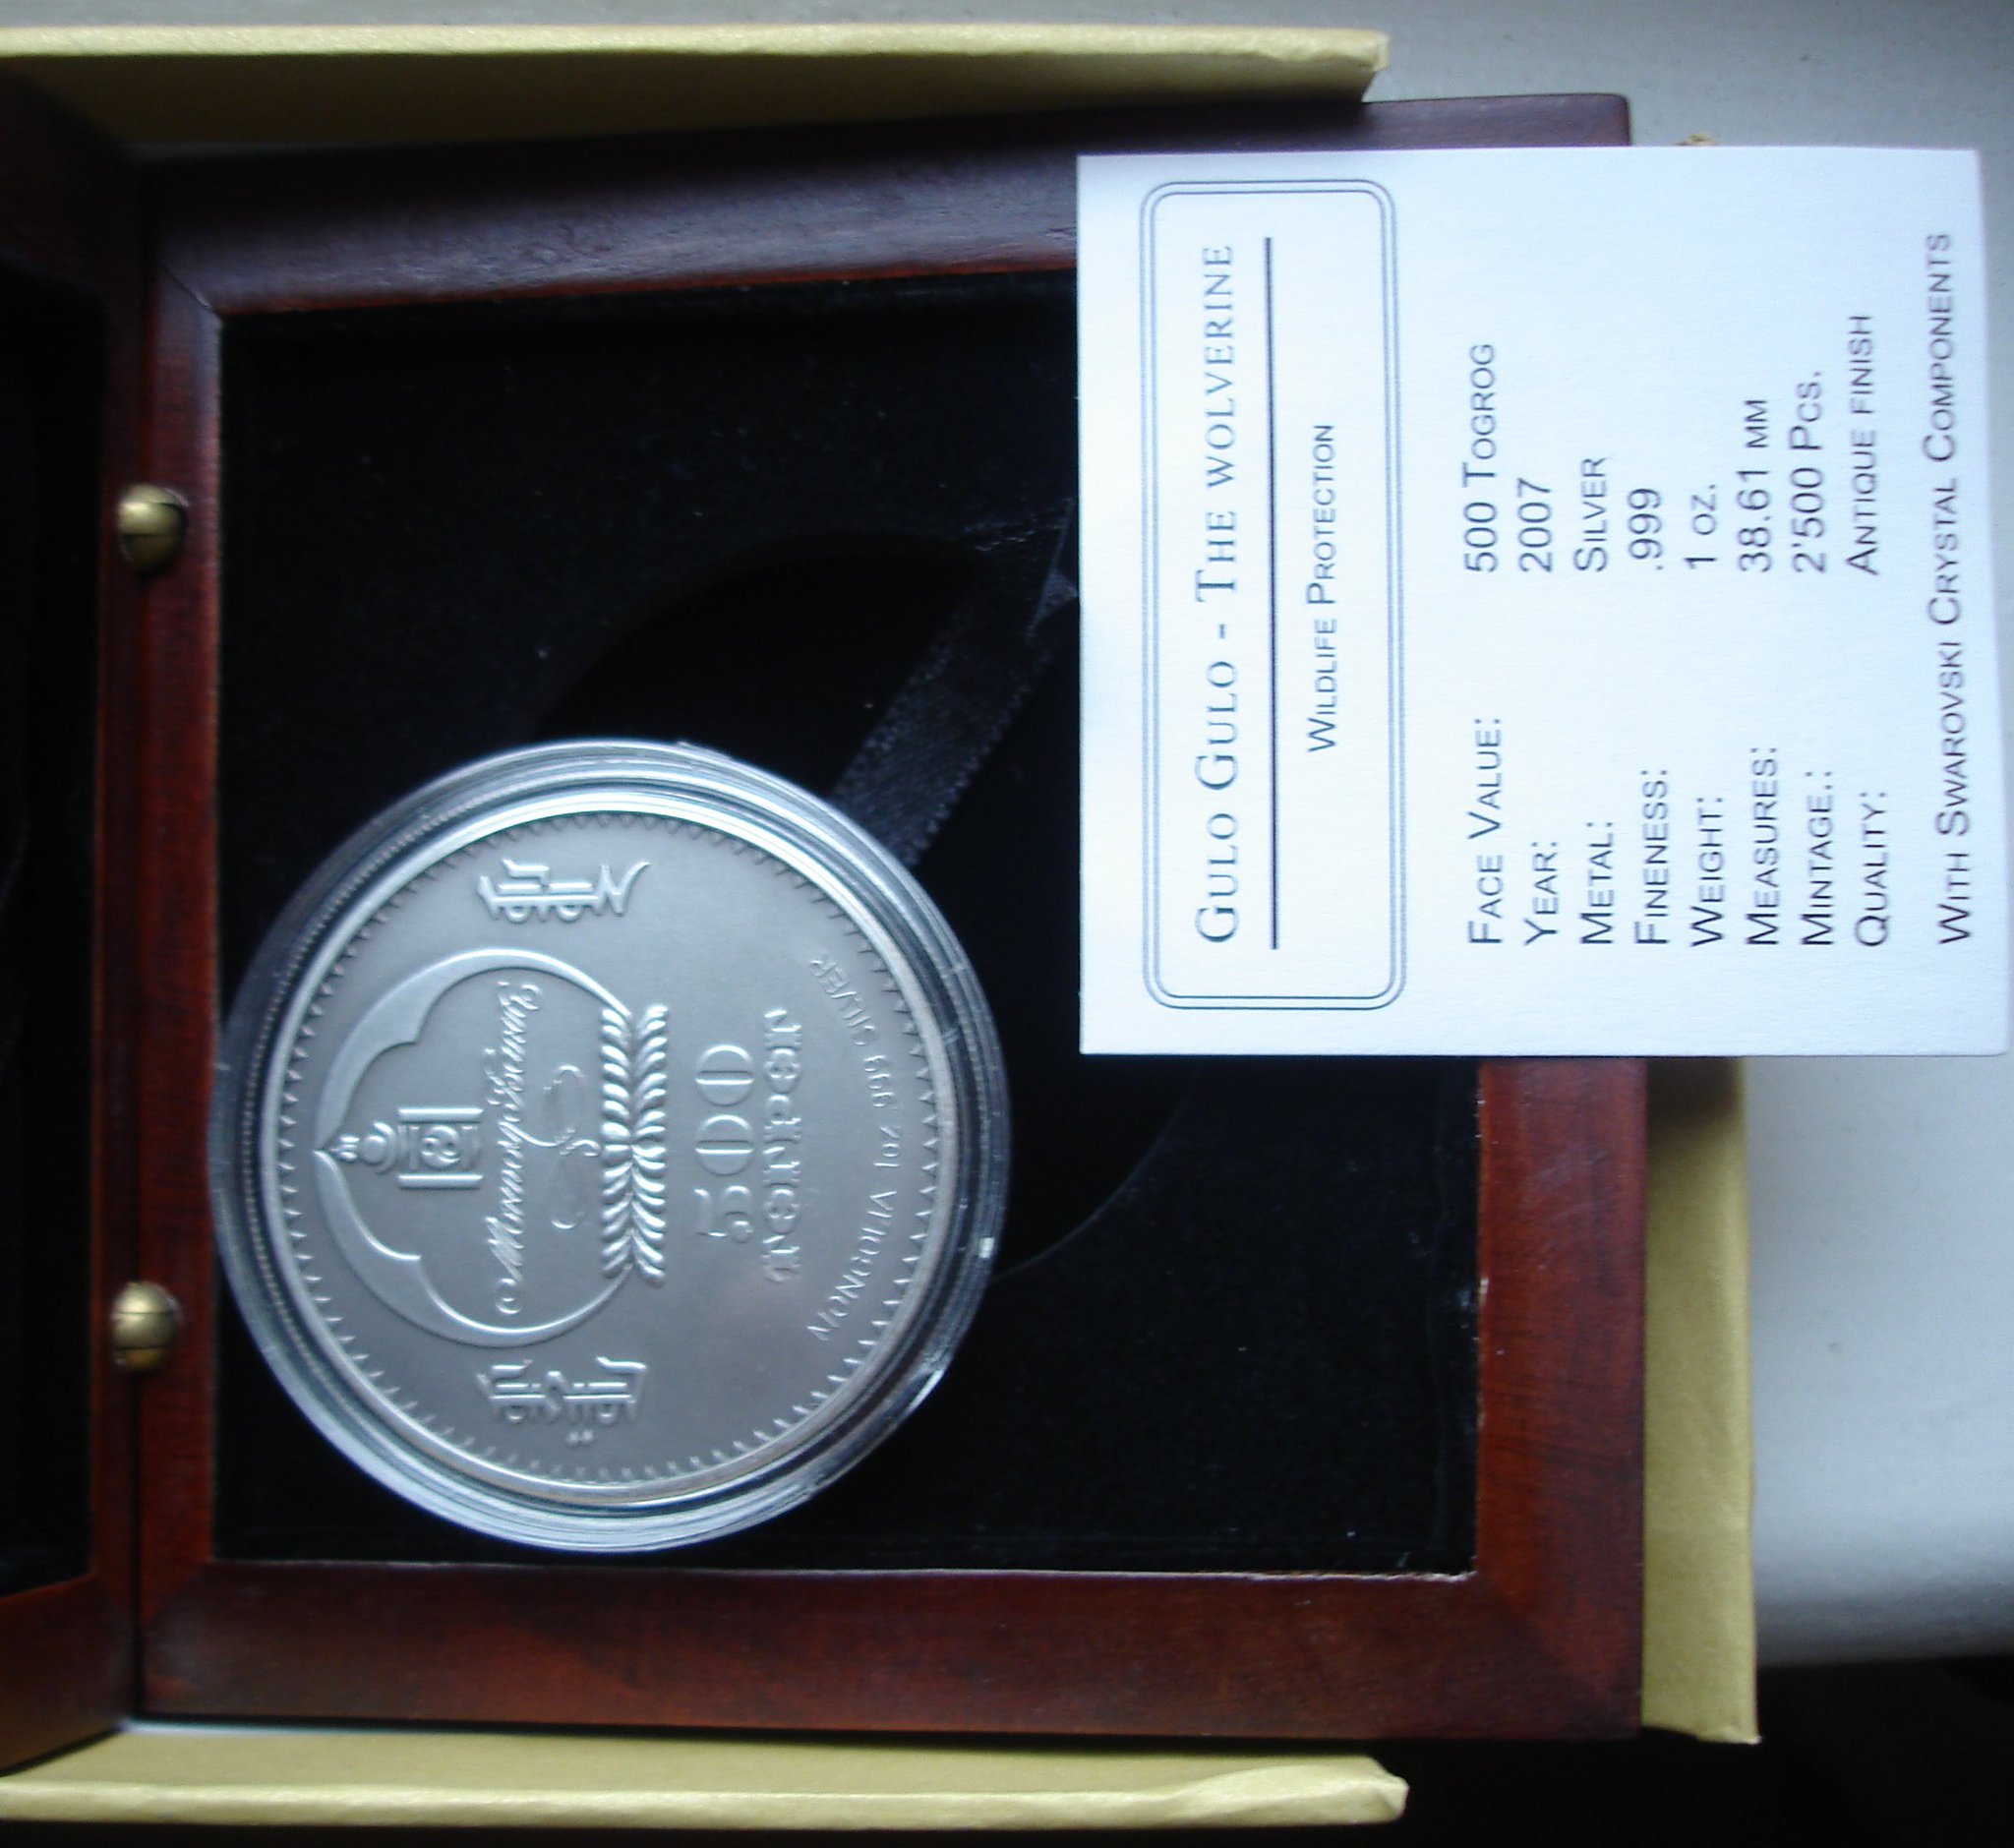 GULO GULO - THE WOLVERINE
WILDLIFE PROTECTION
FACE VALUE: 500 TOGROG
YEAR: 2007
METAL: SILVER
FINENESS: .999
WEIGHT: 1 OZ.
MEASURES: 38.61 MM
MINTAGE.: 2'500 PCS.
QUALITY: ANTIQUE FINISH
WITH SWAROVSKI CRYSTAL COMPONENTS
500
төгрөг
MONGOLIA 1oz 999 SILVER